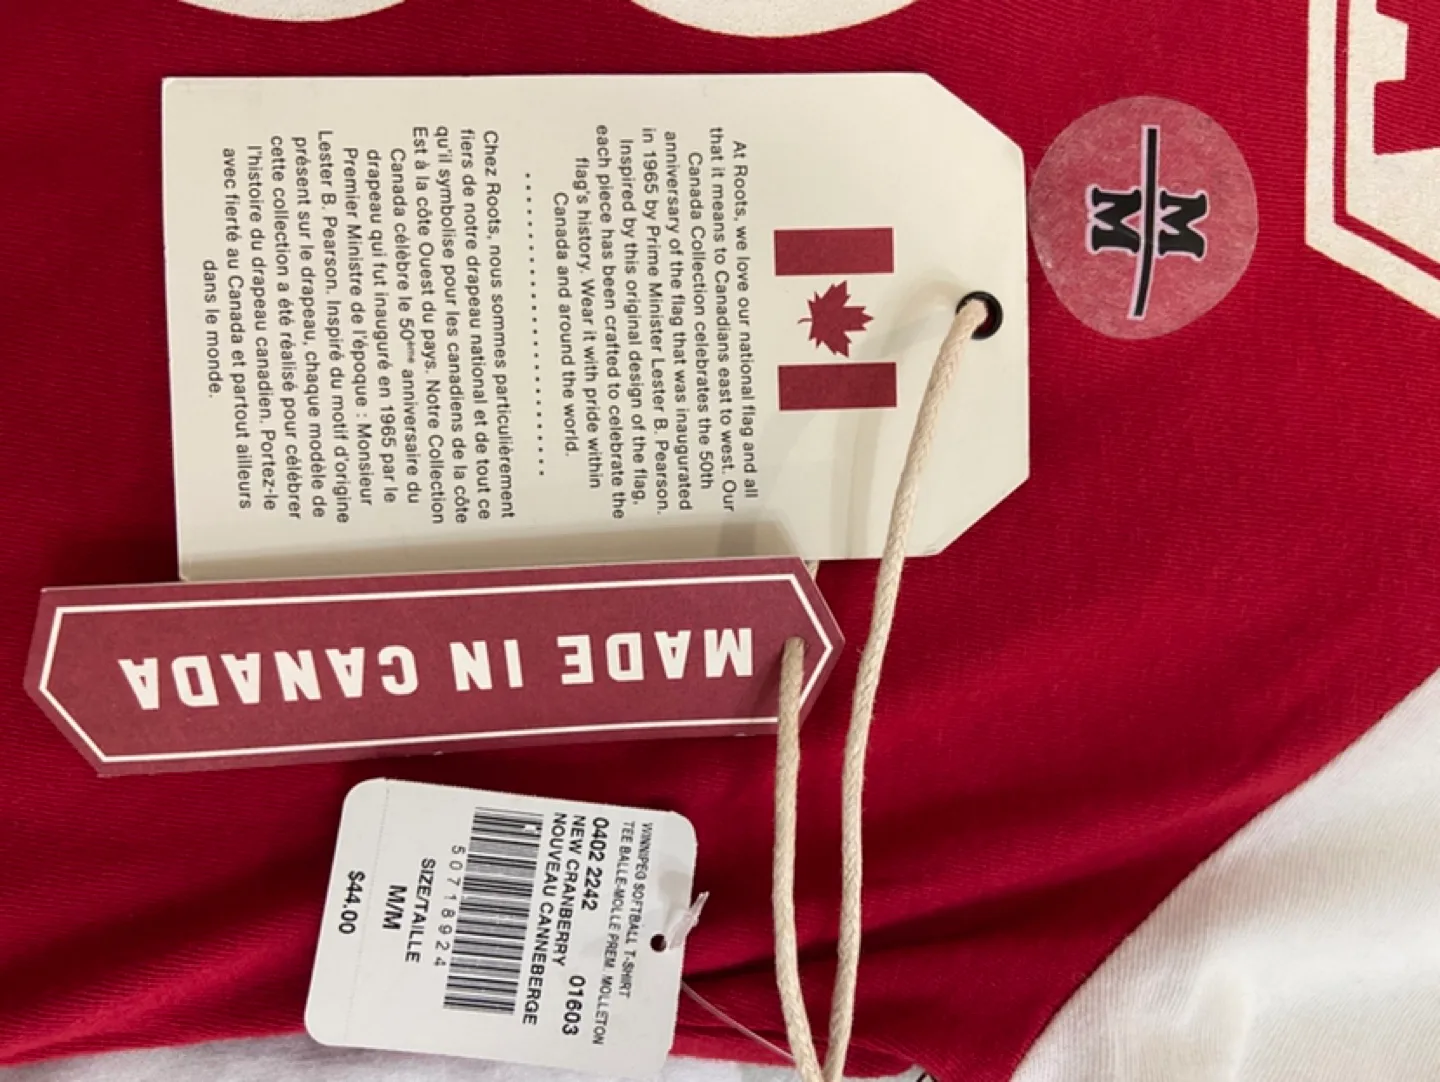 At Roots, we love our national flag and all
that it means to Canadians east to west. Our
Canada Collection celebrates the 50th
anniversary of the flag that was inaugurated
in 1965 by Prime Minister Lester B. Pearson.
Inspired by this original design of the flag,
each piece has been crafted to celebrate the
flag's history. Wear it with pride within
Canada and around the world.
Chez Roots, nous sommes particulièrement
fiers de notre drapeau national et de tout ce
qu'il symbolise pour les canadiens de la côte
Est à la côte Ouest du pays. Notre Collection
Canada célèbre le 50ème anniversaire du
drapeau qui fut inauguré en 1965 par le
Premier Ministre de l'époque : Monsieur
Lester B. Pearson. Inspiré du motif d'origine
présent sur le drapeau, chaque modèle de
cette collection a été réalisé pour célébrer
l'histoire du drapeau canadien. Portez-le
avec fierté au Canada et partout ailleurs
dans le monde.
M
M
MADE IN CANADA
WINNIPEG SOFTBALL T-SHIRT
TEE BALLE-MOLLE PREM. MOLLETON
0402 2242 01603
NEW CRANBERRY
NOUVEAU CANNEBERGE
50718924
SIZE/TAILLE
M/M
$44.00